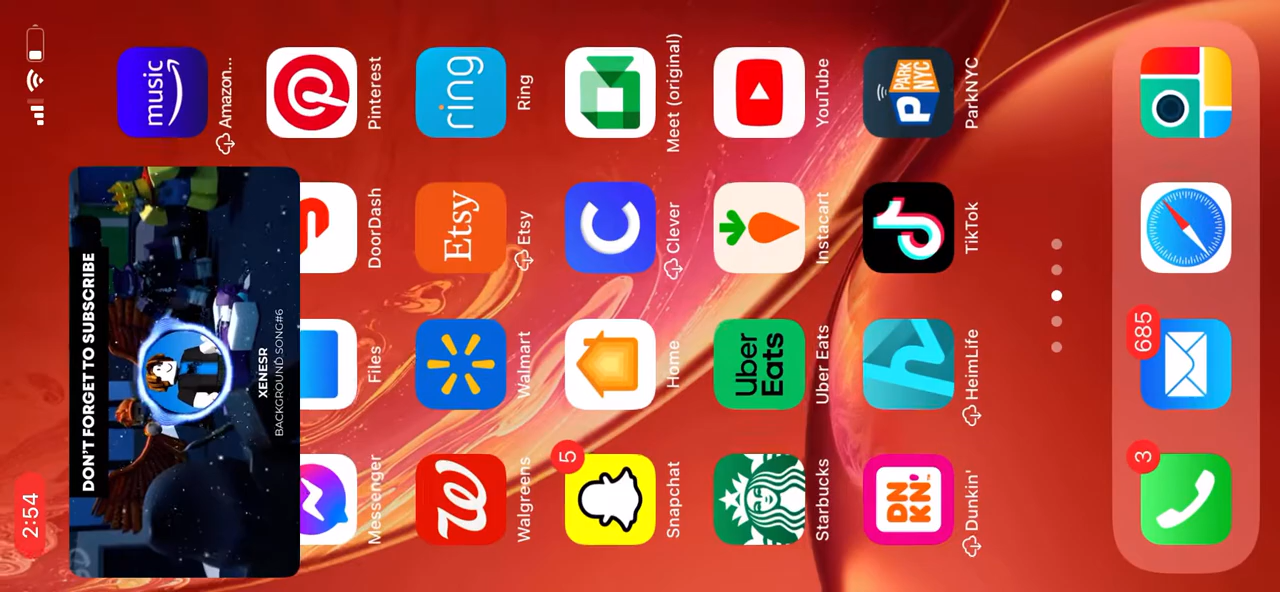 2:54
DON'T FORGET TO SUBSCRIBE
XENESR
BACKGROUND SONG#6
music
Amazon...
Messenger Files DoorDash Pinterest
Etsy ring
Walgreens Walmart Etsy Ring
5
Snapchat Home Clever Meet (original)
Uber
Eats
Starbucks Uber Eats Instacart YouTube
DN
KN'
P PARK
NYC
Dunkin' HeimLife TikTok ParkNYC
3 685